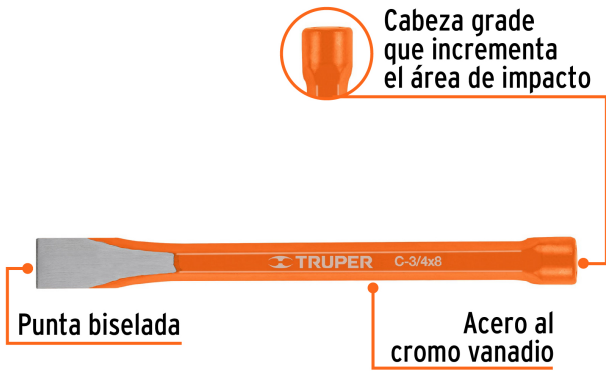 Cabeza grade
que incrementa
el área de impacto
TRUPER C-3/4x8
Punta biselada
Acero al
cromo vanadio